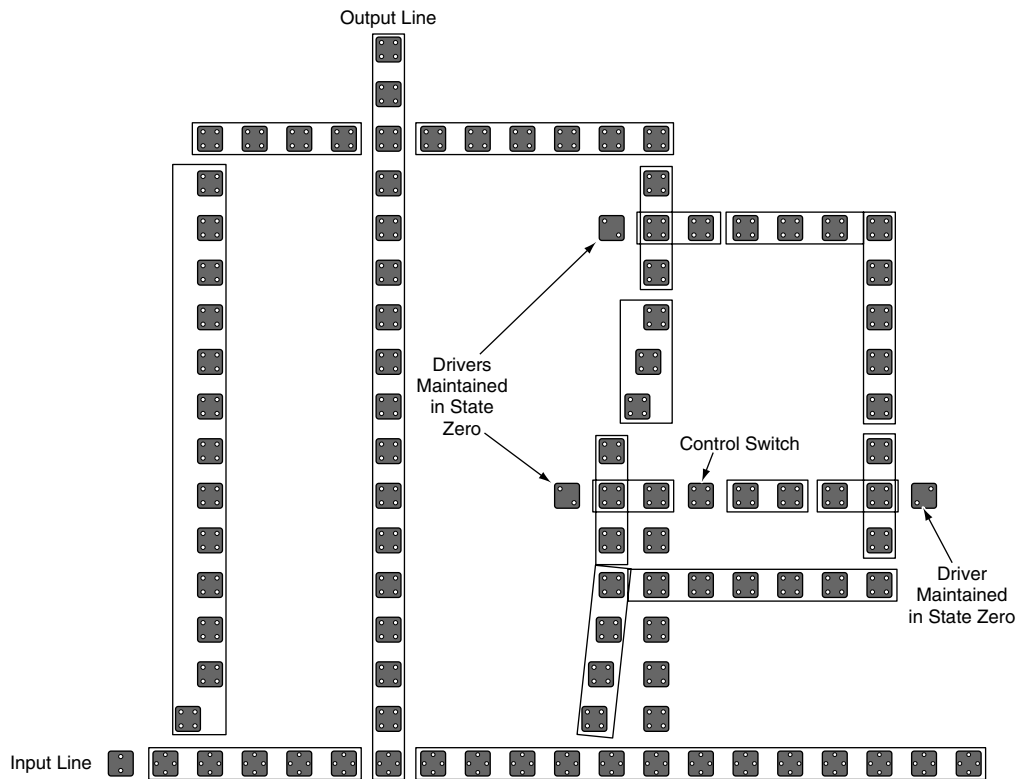 Output Line
Drivers
Maintained
in State
Zero
Control Switch
Driver
Maintained
in State Zero
Input Line